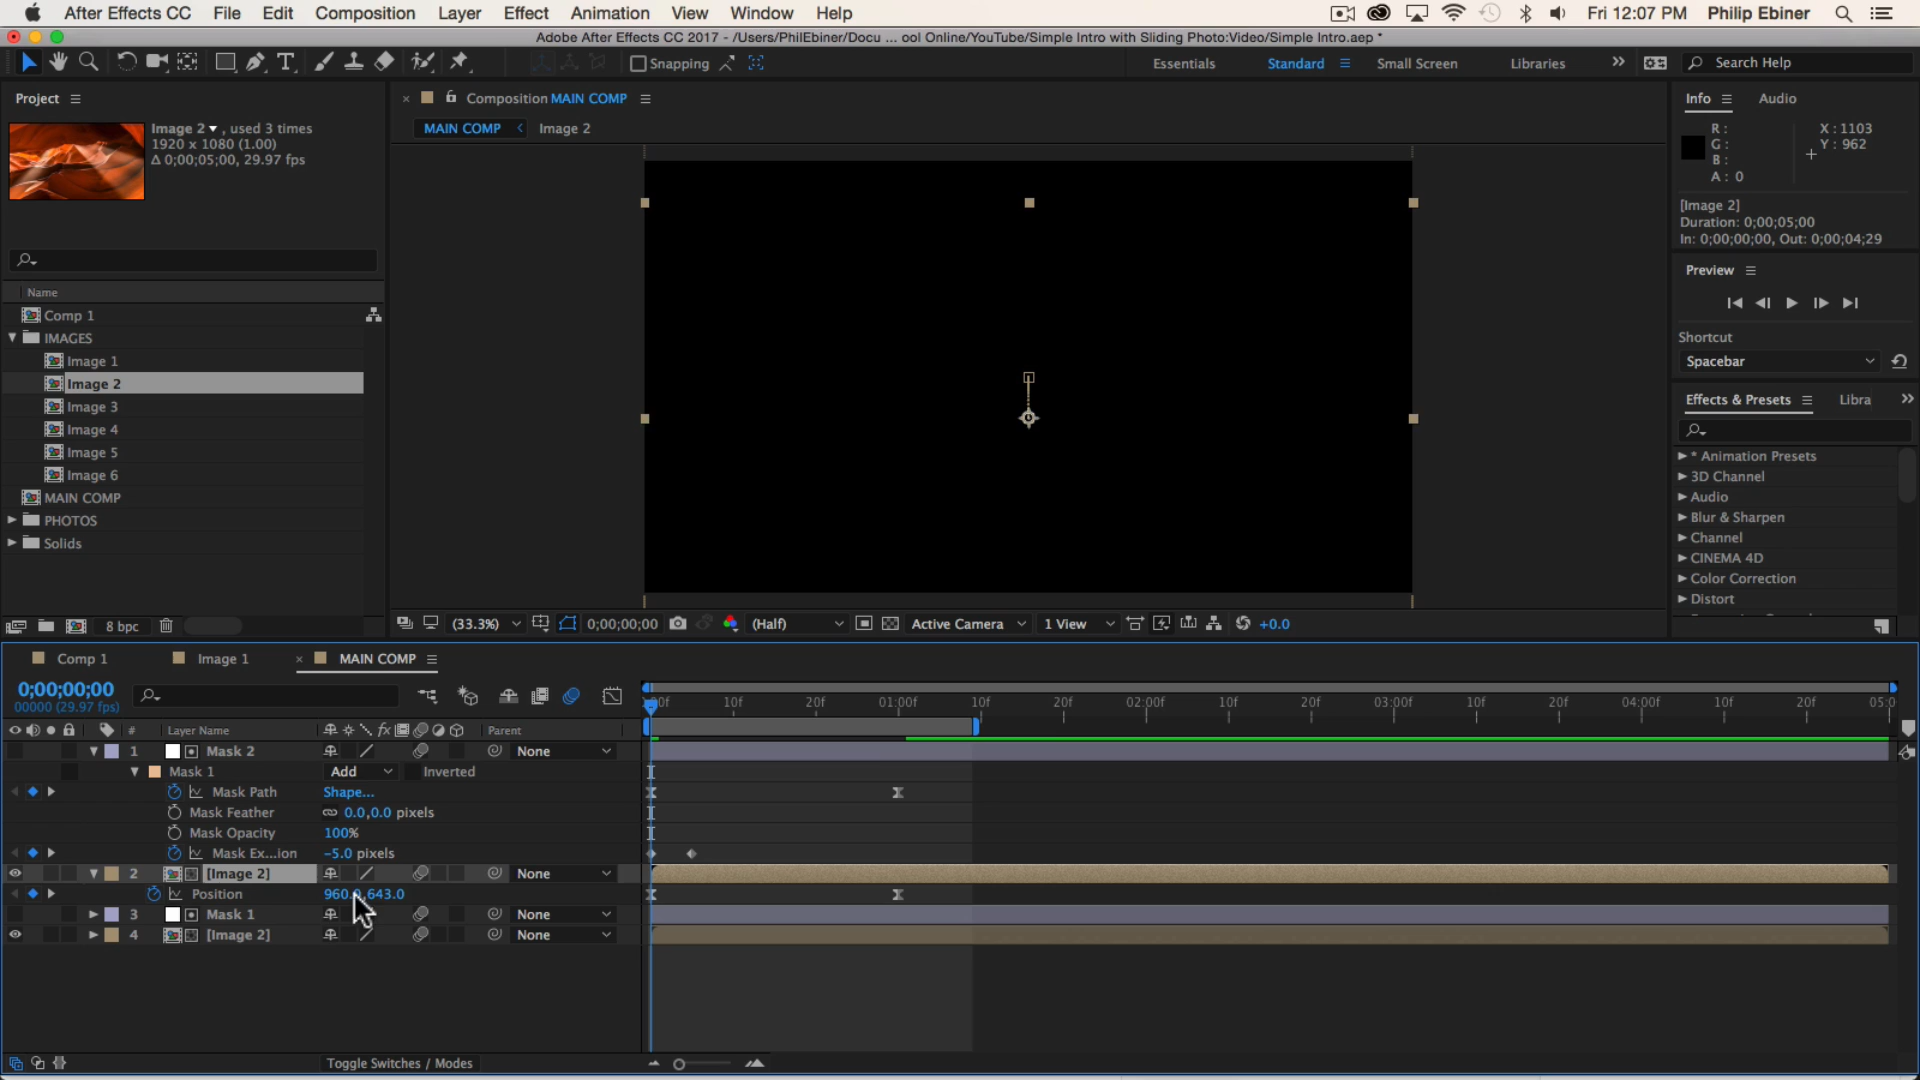 After Effects CC File Edit Composition Layer Effect Animation View Window Help Fri 12:07 PM Philip Ebiner
Adobe After Effects CC 2017 - /Users/PhilEbiner/Docu ... ool Online/YouTube/Simple Intro with Sliding Photo:Video/Simple Intro.aep *
Snapping Essentials Standard Small Screen Libraries Search Help
Project
Composition MAIN COMP
Info Audio
Image 2 , used 3 times
1920 x 1080 (1.00)
Δ 0;00;05;00, 29.97 fps
MAIN COMP Image 2
R : X : 1103
G : Y : 962
B :
A : 0
[Image 2]
Duration: 0;00;05;00
In: 0;00;00;00, Out: 0;00;04;29
Preview
Shortcut
Spacebar
Effects & Presets Libra
* Animation Presets
3D Channel
Audio
Blur & Sharpen
Channel
CINEMA 4D
Color Correction
Distort
Name
Comp 1
IMAGES
Image 1
Image 2
Image 3
Image 4
Image 5
Image 6
MAIN COMP
PHOTOS
Solids
8 bpc
(33.3%) 0;00;00;00 (Half) Active Camera 1 View +0.0
Comp 1 Image 1 MAIN COMP
0;00;00;00
00000 (29.97 fps)
10f 20f 01:00f 10f 20f 02:00f 10f 20f 03:00f 10f 20f 04:00f 10f 20f
# Layer Name Parent
1 Mask 2 None
Mask 1 Add Inverted
Mask Path Shape...
Mask Feather 0.0,0.0 pixels
Mask Opacity 100%
Mask Ex...ion -5.0 pixels
2 [Image 2] None
Position
3 Mask 1 None
4 [Image 2] None
Toggle Switches / Modes